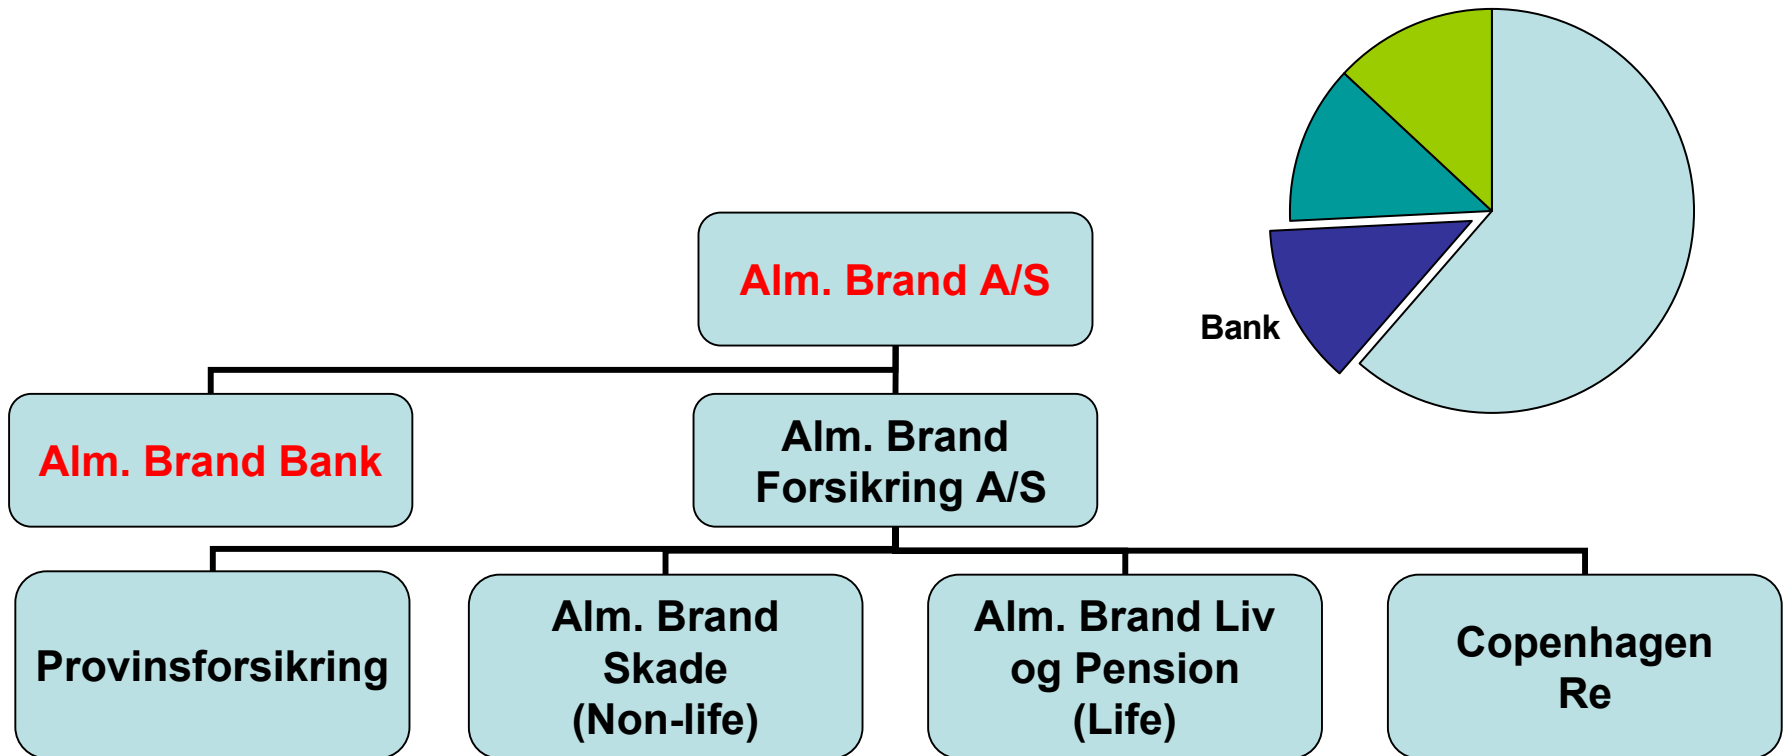 Alm. Brand A/S
Bank
Alm. Brand Bank
Alm. Brand
Forsikring A/S
Provinsforsikring
Alm. Brand
Skade
(Non-life)
Alm. Brand Liv
og Pension
(Life)
Copenhagen
Re